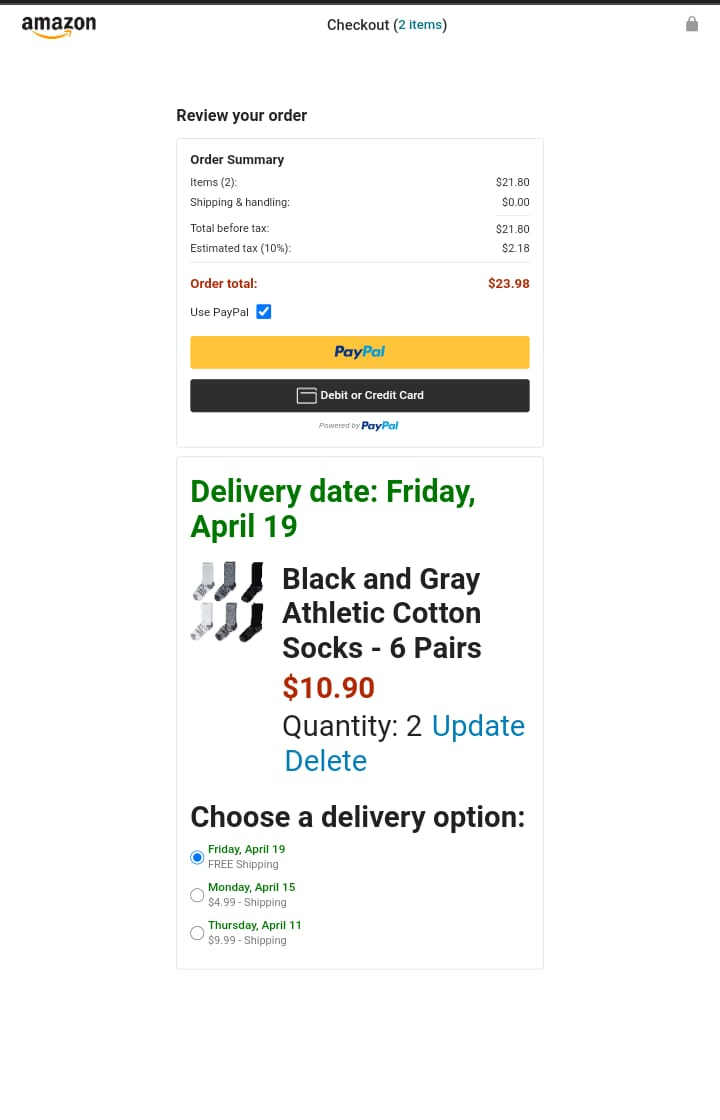 amazon
Checkout (2 items)
Review your order
Order Summary
Items (2): $21.80
Shipping & handling: $0.00
Total before tax: $21.80
Estimated tax (10%): $2.18
Order total: $23.98
Use PayPal
PayPal
Debit or Credit Card
Powered by PayPal
Delivery date: Friday,
April 19
Black and Gray
Athletic Cotton
Socks - 6 Pairs
$10.90
Quantity: 2 Update
Delete
Choose a delivery option:
Friday, April 19
FREE Shipping
Monday, April 15
$4.99 - Shipping
Thursday, April 11
$9.99 - Shipping